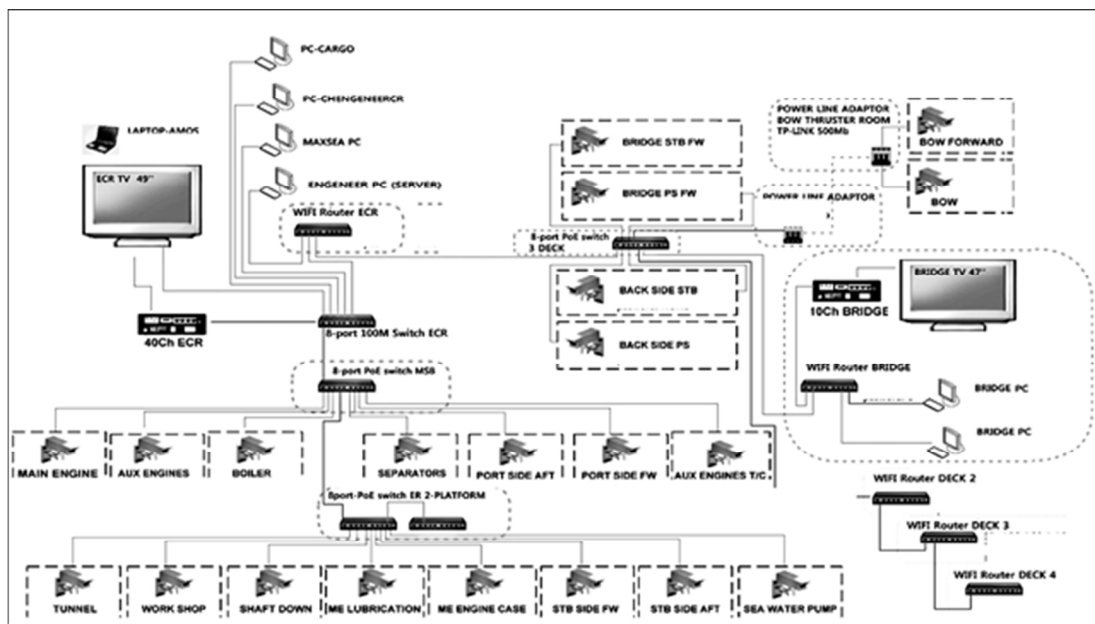 PC-CARGO
PC-CHENGENEERCR
MAXSEA PC
ENGENEER PC (SERVER)
LAPTOP-AMOS
ECR TV 49"
WIFI Router ECR
40Ch ECR
8-port 100M Switch ECR
8-port PoE switch MSB
MAIN ENGINE
AUX ENGINES
BOILER
SEPARATORS
PORT SIDE AFT
PORT SIDE FW
AUX ENGINES T/C
8port-PoE switch ER 2-PLATFORM
TUNNEL
WORK SHOP
SHAFT DOWN
ME LUBRICATION
ME ENGINE CASE
STB SIDE FW
STB SIDE AFT
SEA WATER PUMP
BRIDGE STB FW
BRIDGE PS FW
8-port PoE switch
3 DECK
BACK SIDE STB
BACK SIDE PS
POWER LINE ADAPTOR
BOW THRUSTER ROOM
TP-LINK 500Mb
POWER LINE ADAPTOR
BOW FORWARD
BOW
10Ch BRIDGE
BRIDGE TV 47"
WIFI Router BRIDGE
BRIDGE PC
BRIDGE PC
WIFI Router DECK 2
WIFI Router DECK 3
WIFI Router DECK 4